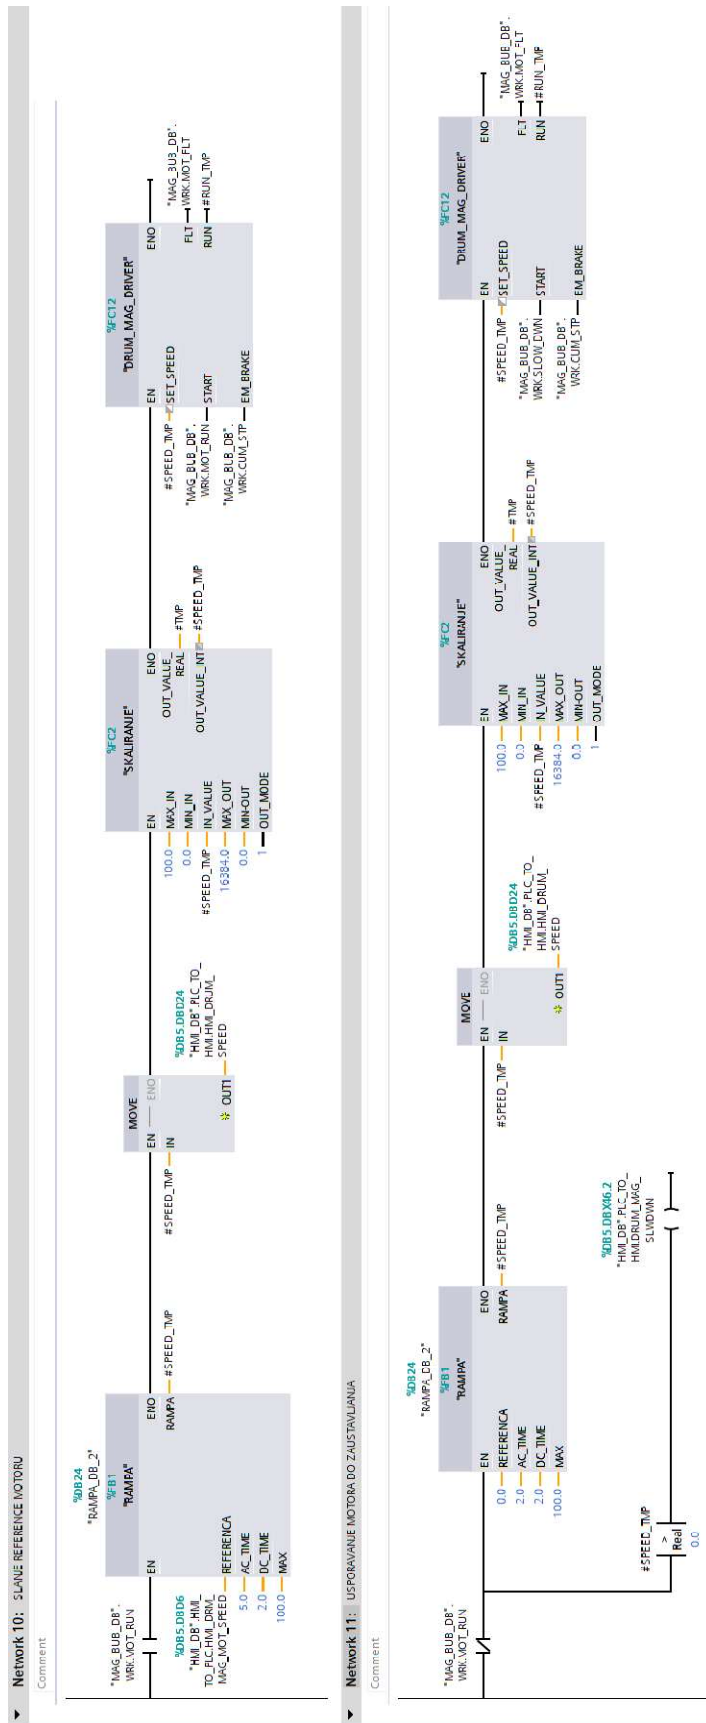 Network 10: SLANJE REFERENCE MOTORU
Comment
"MAG_BUB_DB".
WRK.MOT_RUN
%DB24
"RAMPA_DB_2"
%FB1
"RAMPA"
EN
ENO
%DB5.DBD6
"HMI_DB".HMI_
TO_PLC.HMI_DRM_
MAG_MOT_SPEED
REFERENCA
5.0
AC_TIME
2.0
DC_TIME
100.0
MAX
RAMPA
#SPEED_TMP
MOVE
EN
ENO
#SPEED_TMP
IN
OUT1
%DB5.DBD24
"HMI_DB".PLC_TO_
HMI.HMI_DRUM_
SPEED
%FC2
"SKALIRANJE"
EN
ENO
100.0
MAX_IN
0.0
MIN_IN
#SPEED_TMP
IN_VALUE
16384.0
MAX_OUT
0.0
MIN-OUT
1
OUT_MODE
OUT_VALUE_
REAL
#TMP
OUT_VALUE_INT
#SPEED_TMP
%FC12
"DRUM_MAG_DRIVER"
EN
ENO
#SPEED_TMP
SET_SPEED
"MAG_BUB_DB".
WRK.MOT_RUN
START
"MAG_BUB_DB".
WRK.CUM_STP
EM_BRAKE
"MAG_BUB_DB".
WRK.MOT_FLT
FLT
RUN
#RUN_TMP
Network 11: USPORAVANJE MOTORA DO ZAUSTAVLJANJA
Comment
"MAG_BUB_DB".
WRK.MOT_RUN
%DB24
"RAMPA_DB_2"
%FB1
"RAMPA"
EN
ENO
0.0
REFERENCA
2.0
AC_TIME
2.0
DC_TIME
100.0
MAX
RAMPA
#SPEED_TMP
MOVE
EN
ENO
#SPEED_TMP
IN
OUT1
%DB5.DBD24
"HMI_DB".PLC_TO_
HMI.HMI_DRUM_
SPEED
%FC2
"SKALIRANJE"
EN
ENO
100.0
MAX_IN
0.0
MIN_IN
#SPEED_TMP
IN_VALUE
16384.0
MAX_OUT
0.0
MIN-OUT
1
OUT_MODE
OUT_VALUE_
REAL
#TMP
OUT_VALUE_INT
#SPEED_TMP
%FC12
"DRUM_MAG_DRIVER"
EN
ENO
#SPEED_TMP
SET_SPEED
"MAG_BUB_DB".
WRK.SLOW_DWN
START
"MAG_BUB_DB".
WRK.CUM_STP
EM_BRAKE
"MAG_BUB_DB".
WRK.MOT_FLT
FLT
RUN
#RUN_TMP
#SPEED_TMP
>
Real
0.0
%DB5.DBX46.2
"HMI_DB".PLC_TO_
HMI.DRUM_MAG_
SLWDWN